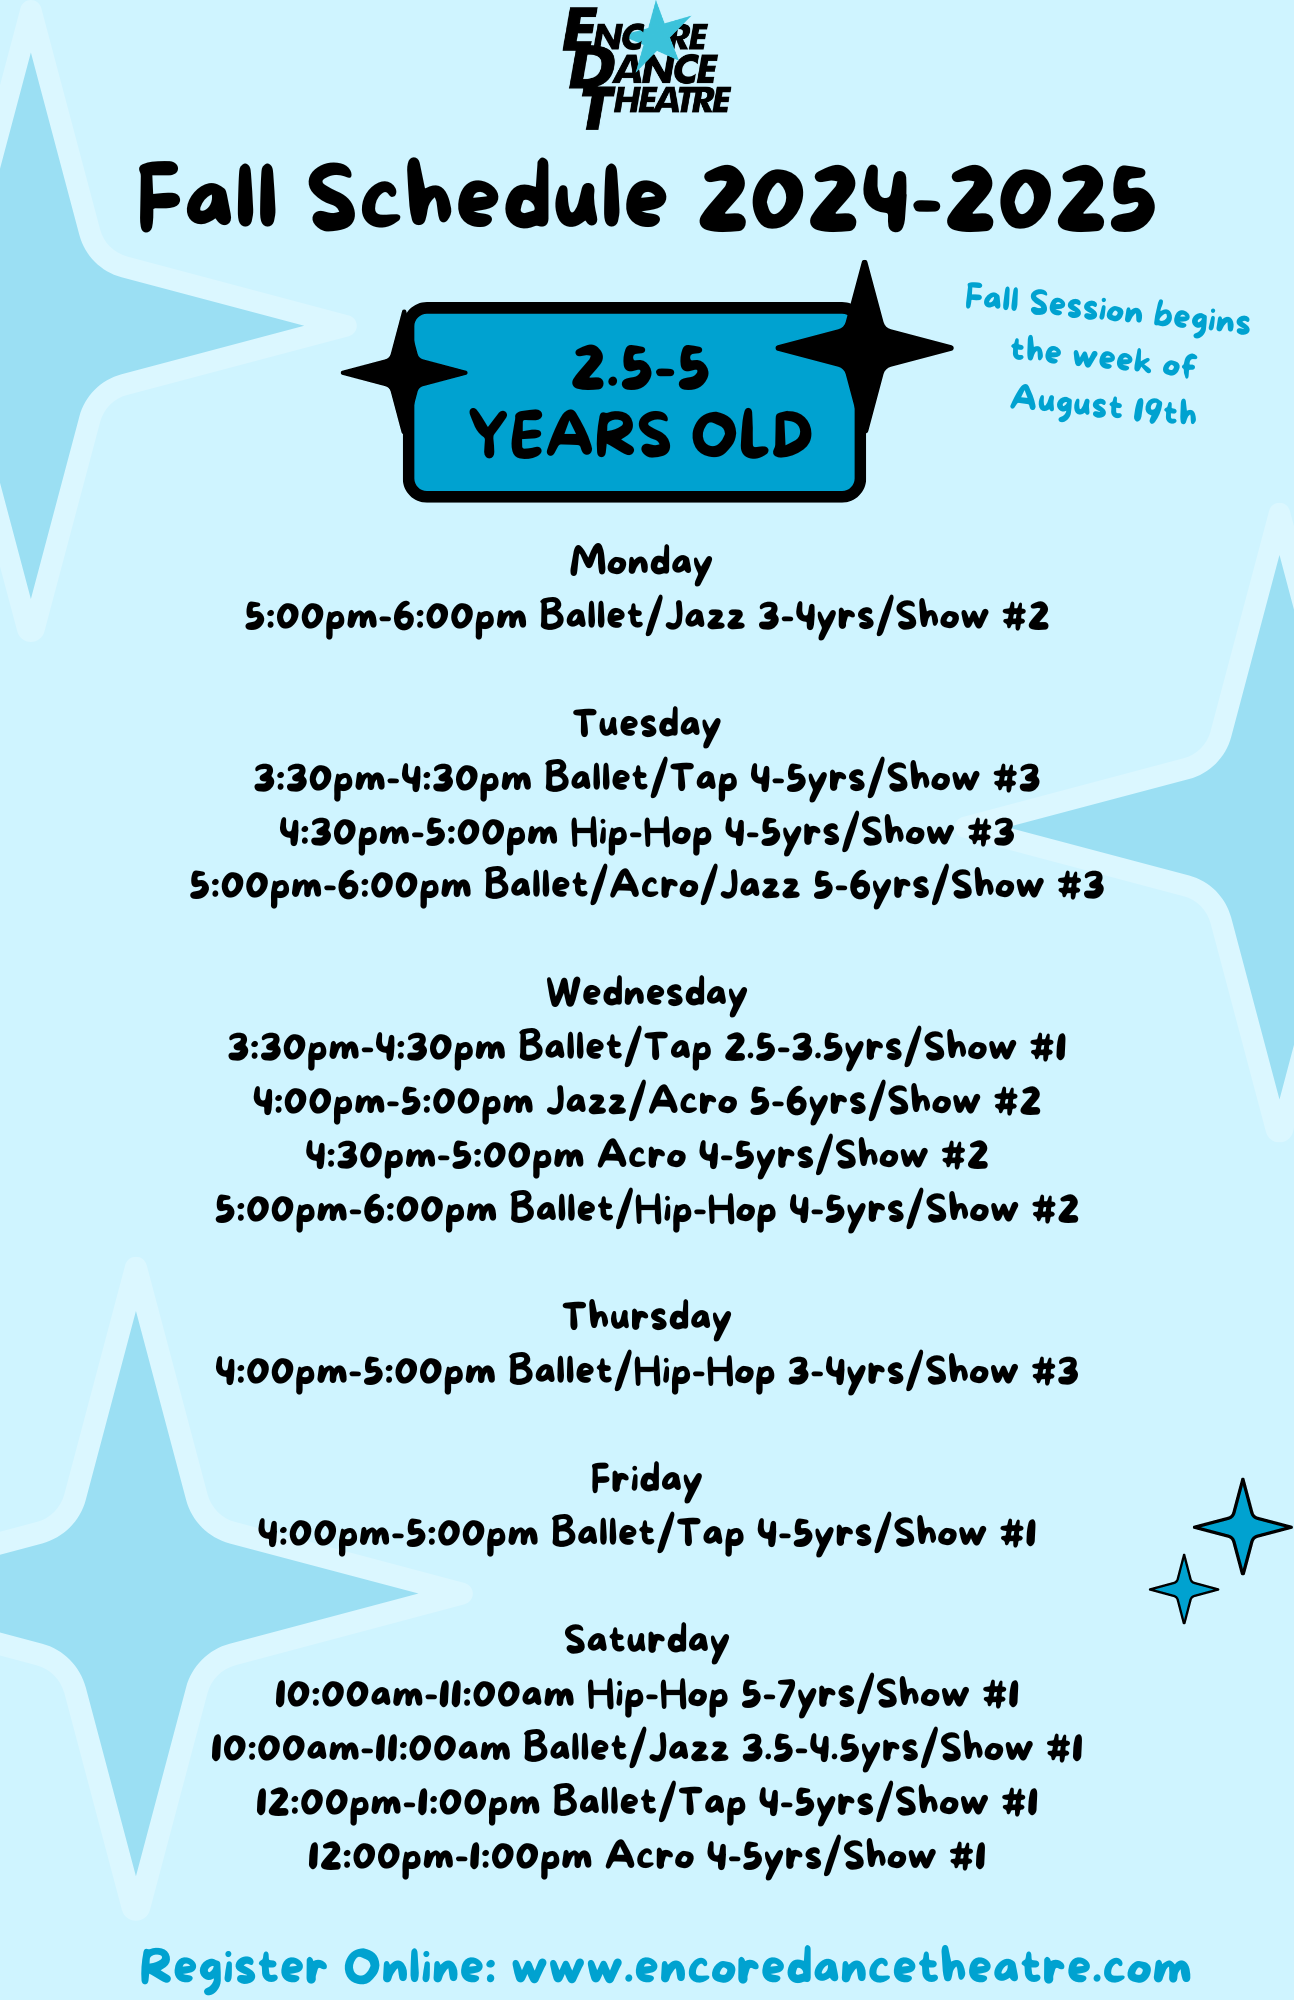 ENCORE
DANCE
THEATRE
Fall Schedule 2024-2025
2.5-5
YEARS OLD
Fall Session begins
the week of
August 19th
Monday
5:00pm-6:00pm Ballet/Jazz 3-4yrs/Show #2
Tuesday
3:30pm-4:30pm Ballet/Tap 4-5yrs/Show #3
4:30pm-5:00pm Hip-Hop 4-5yrs/Show #3
5:00pm-6:00pm Ballet/Acro/Jazz 5-6yrs/Show #3
Wednesday
3:30pm-4:30pm Ballet/Tap 2.5-3.5yrs/Show #1
4:00pm-5:00pm Jazz/Acro 5-6yrs/Show #2
4:30pm-5:00pm Acro 4-5yrs/Show #2
5:00pm-6:00pm Ballet/Hip-Hop 4-5yrs/Show #2
Thursday
4:00pm-5:00pm Ballet/Hip-Hop 3-4yrs/Show #3
Friday
4:00pm-5:00pm Ballet/Tap 4-5yrs/Show #1
Saturday
10:00am-11:00am Hip-Hop 5-7yrs/Show #1
10:00am-11:00am Ballet/Jazz 3.5-4.5yrs/Show #1
12:00pm-1:00pm Ballet/Tap 4-5yrs/Show #1
12:00pm-1:00pm Acro 4-5yrs/Show #1
Register Online: www.encoredancetheatre.com